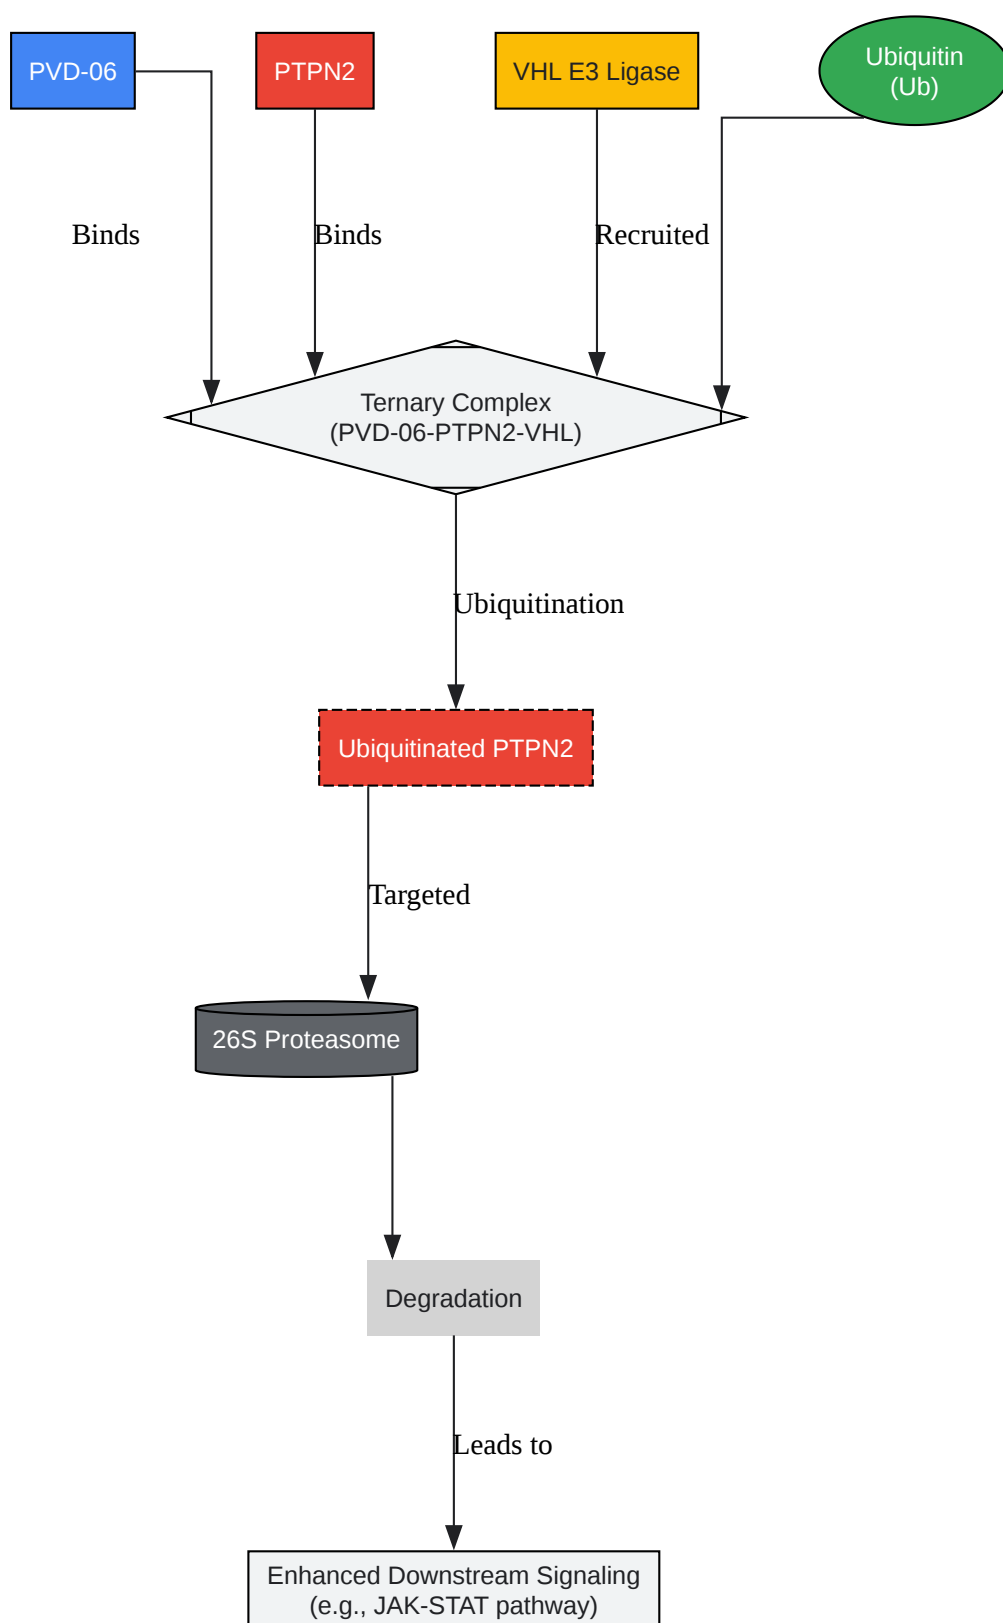 PVD-06
PTPN2
VHL E3 Ligase
Ubiquitin
(Ub)
Binds
Binds
Recruited
Ternary Complex
(PVD-06-PTPN2-VHL)
Ubiquitination
Ubiquitinated PTPN2
Targeted
26S Proteasome
Degradation
Leads to
Enhanced Downstream Signaling
(e.g., JAK-STAT pathway)